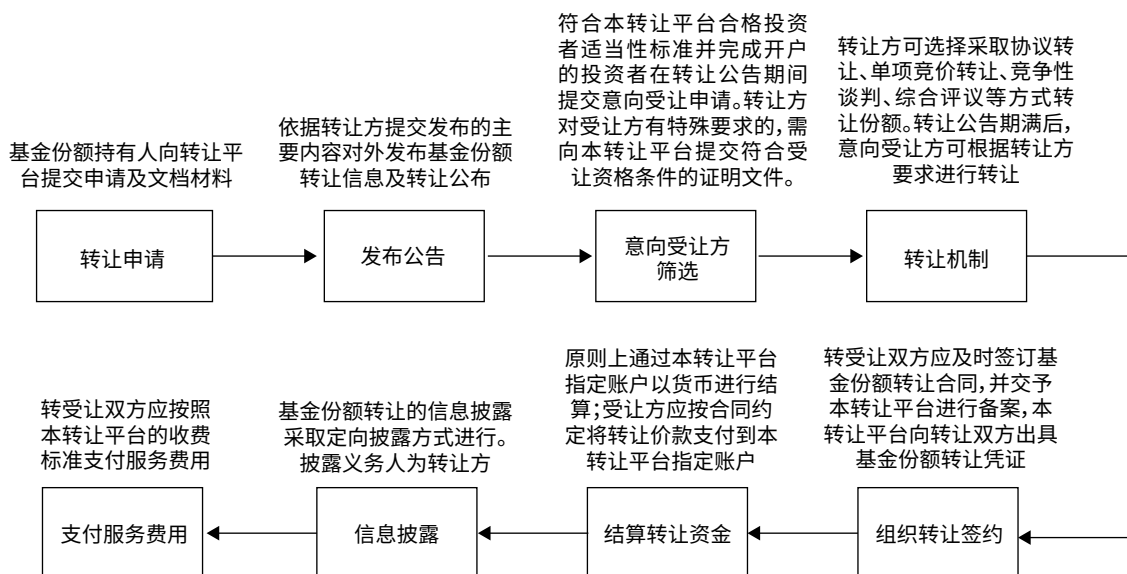 基金份额持有人向转让平
台提交申请及文档材料
转让申请
依据转让方提交发布的主
要内容对外发布基金份额
转让信息及转让公布
发布公告
符合本转让平台合格投资
者适当性标准并完成开户
的投资者在转让公告期间
提交意向受让申请。转让方
对受让方有特殊要求的,需
向本转让平台提交符合受
让资格条件的证明文件。
意向受让方
筛选
转让方可选择采取协议转
让、单项竞价转让、竞争性
谈判、综合评议等方式转
让份额。转让公告期满后,
意向受让方可根据转让方
要求进行转让
转让机制
转受让双方应及时签订基
金份额转让合同,并交予
本转让平台进行备案,本
转让平台向转让双方出具
基金份额转让凭证
组织转让签约
原则上通过本转让平台
指定账户以货币进行结
算;受让方应按合同约
定将转让价款支付到本
转让平台指定账户
结算转让资金
基金份额转让的信息披露
采取定向披露方式进行。
披露义务人为转让方
信息披露
转受让双方应按照
本转让平台的收费
标准支付服务费用
支付服务费用